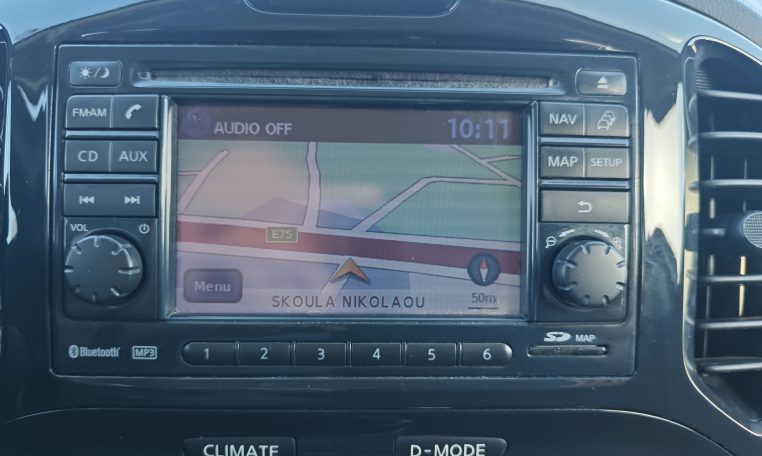 FM·AM
CD AUX
VOL
AUDIO OFF 10:11
E75
Menu
SKOULA NIKOLAOU
50m
NAV
MAP SETUP
Bluetooth MP3
1 2 3 4 5 6
SD MAP
CLIMATE D-MODE